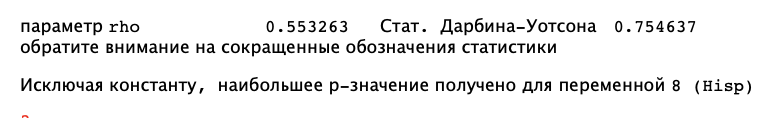 параметр rho 0.553263 Стат. Дарбина-Уотсона 0.754637
обратите внимание на сокращенные обозначения статистики
Исключая константу, наибольшее р-значение получено для переменной 8 (Hisp)